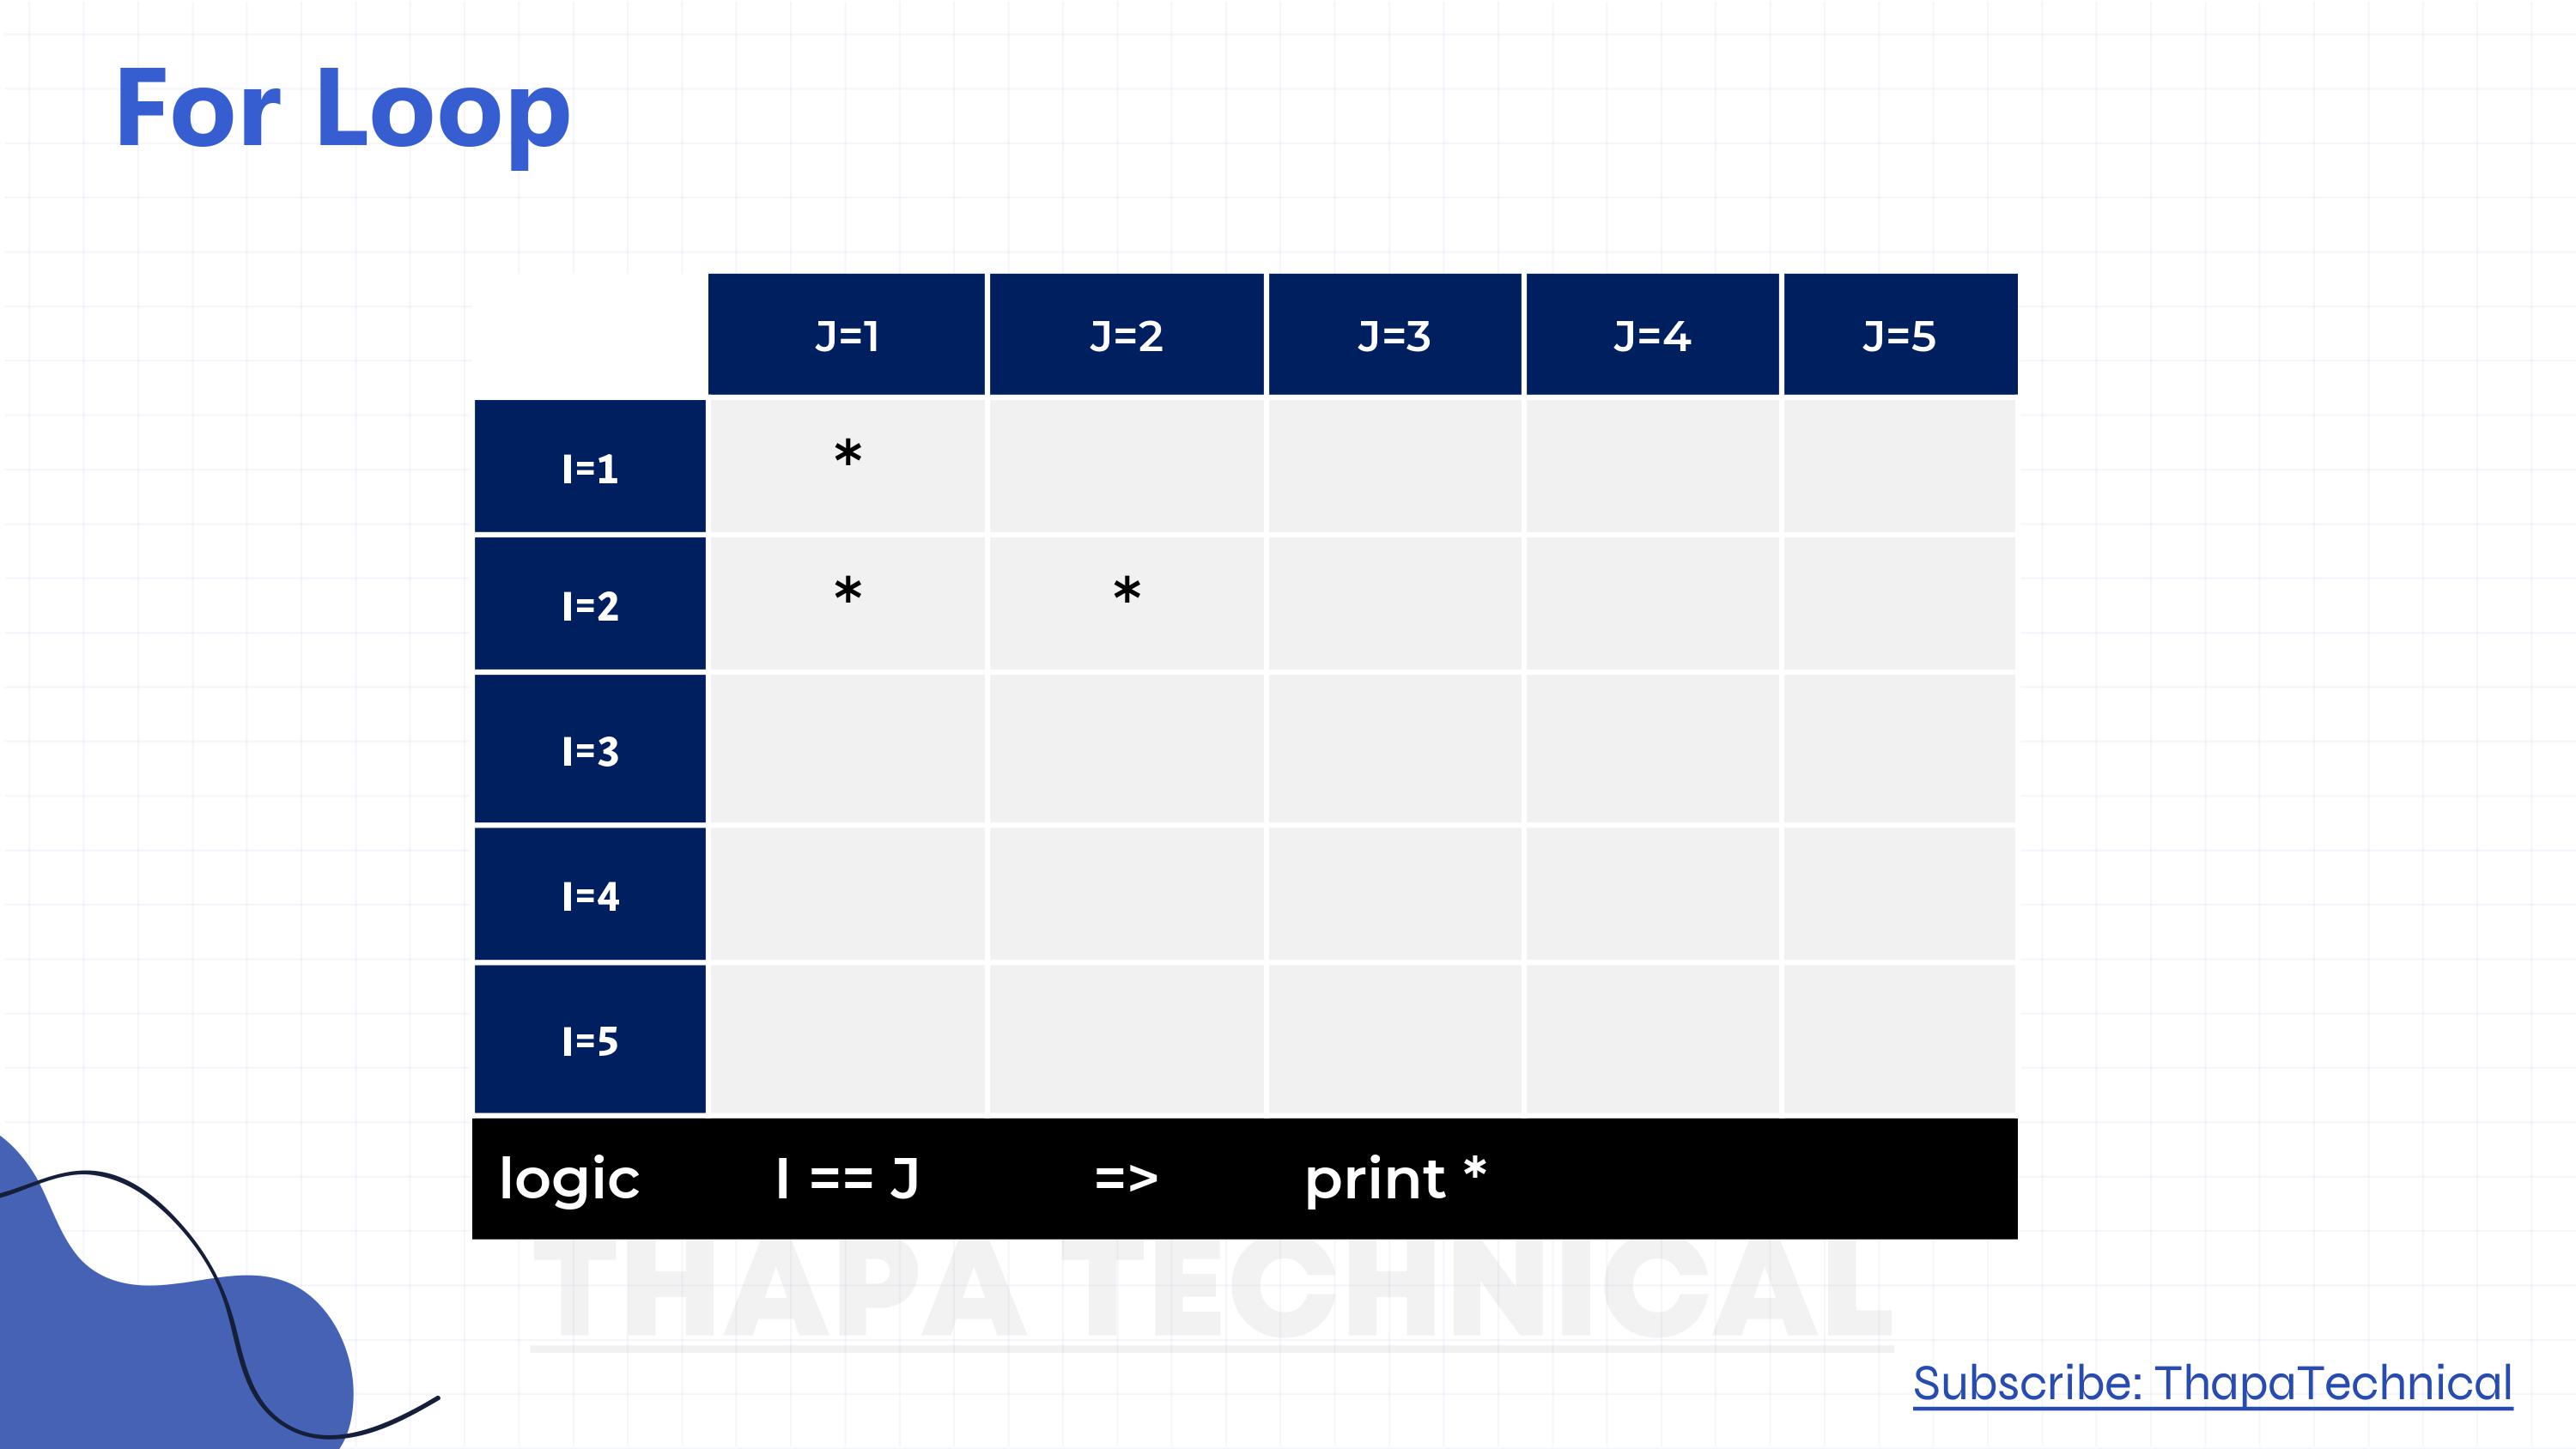 For Loop
J=1 J=2 J=3 J=4 J=5
I=1 *
I=2 * *
I=3
I=4
I=5
logic I == J => print *
THAPA TECHNICAL
Subscribe: ThapaTechnical